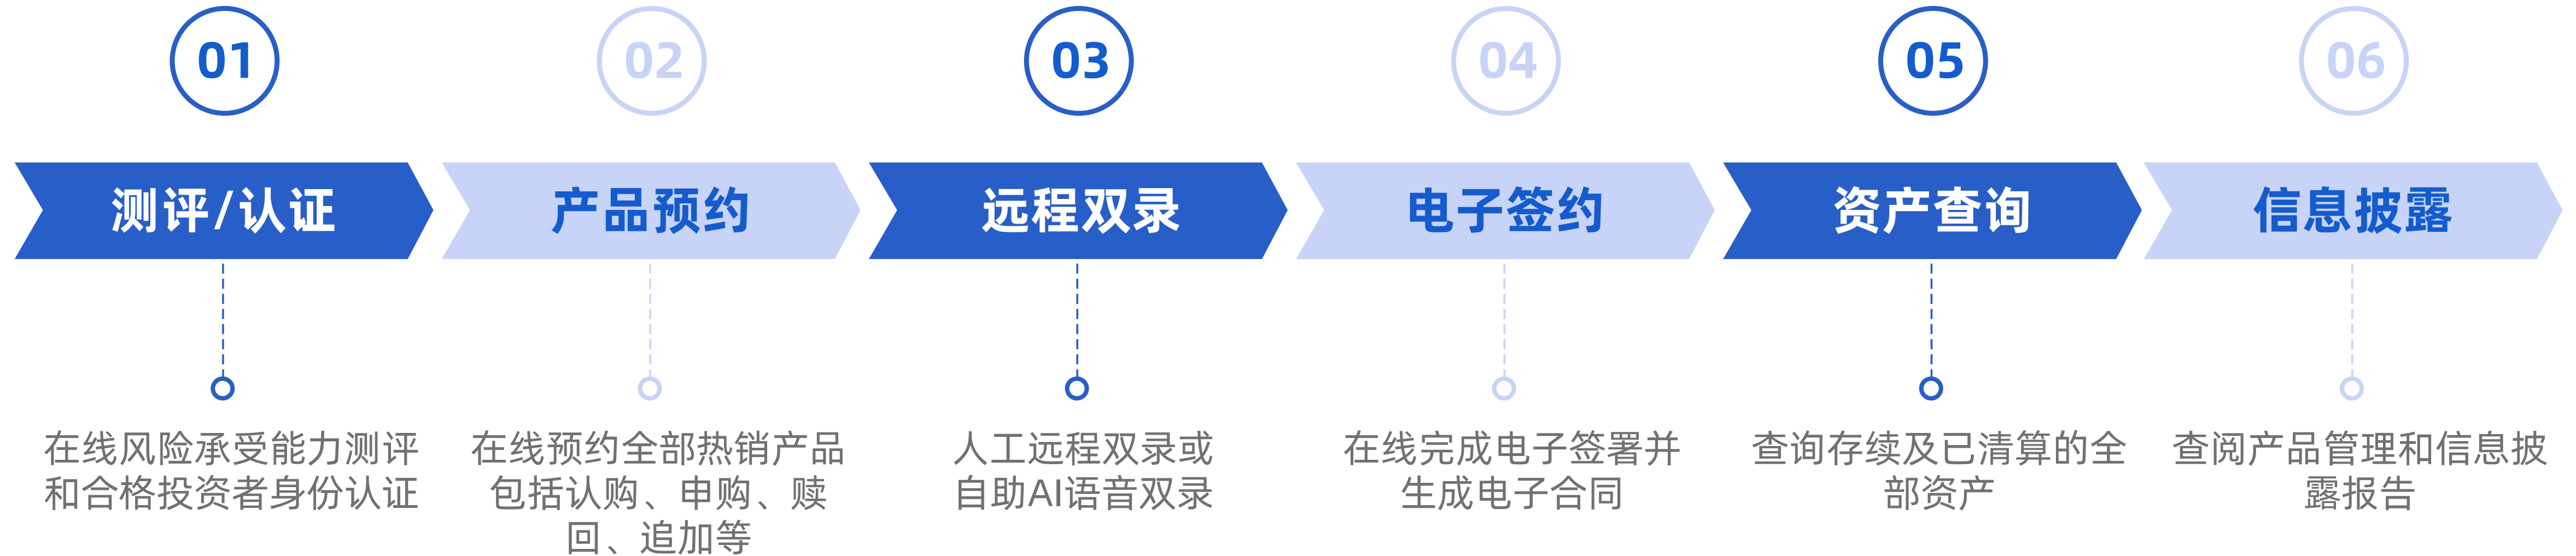 01
02
03
04
05
06
测评/认证
产品预约
远程双录
电子签约
资产查询
信息披露
在线风险承受能力测评
和合格投资者身份认证
在线预约全部热销产品
包括认购、申购、赎
回、追加等
人工远程双录或
自助AI语音双录
在线完成电子签署并
生成电子合同
查询存续及已清算的全
部资产
查阅产品管理和信息披
露报告